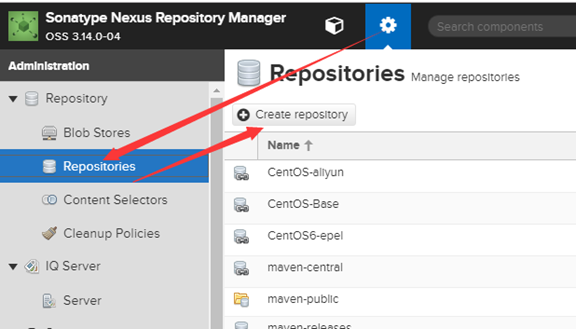 Sonatype Nexus Repository Manager
OSS 3.14.0-04
Search components
Administration
Repository
Blob Stores
Repositories
Content Selectors
Cleanup Policies
IQ Server
Server
Repositories Manage repositories
Create repository
Name
CentOS-aliyun
CentOS-Base
CentOS6-epel
maven-central
maven-public
maven-releases